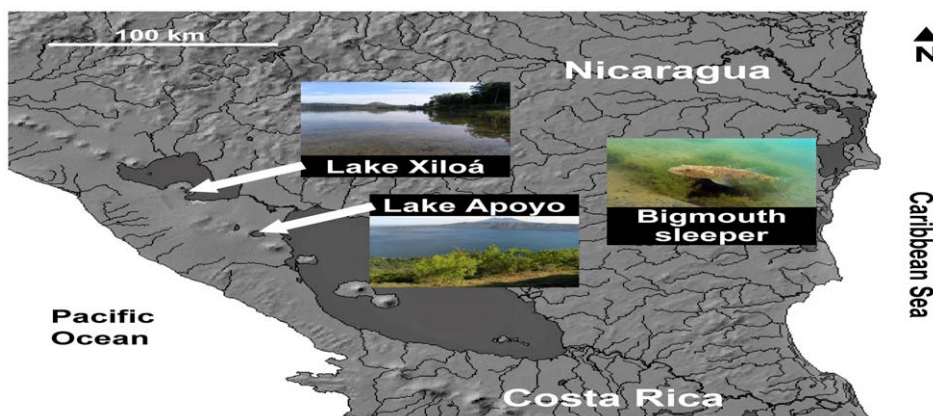 100 km
N
Nicaragua
Lake Xiloá
Lake Apoyo
Bigmouth
sleeper
Caribbean Sea
Pacific
Ocean
Costa Rica